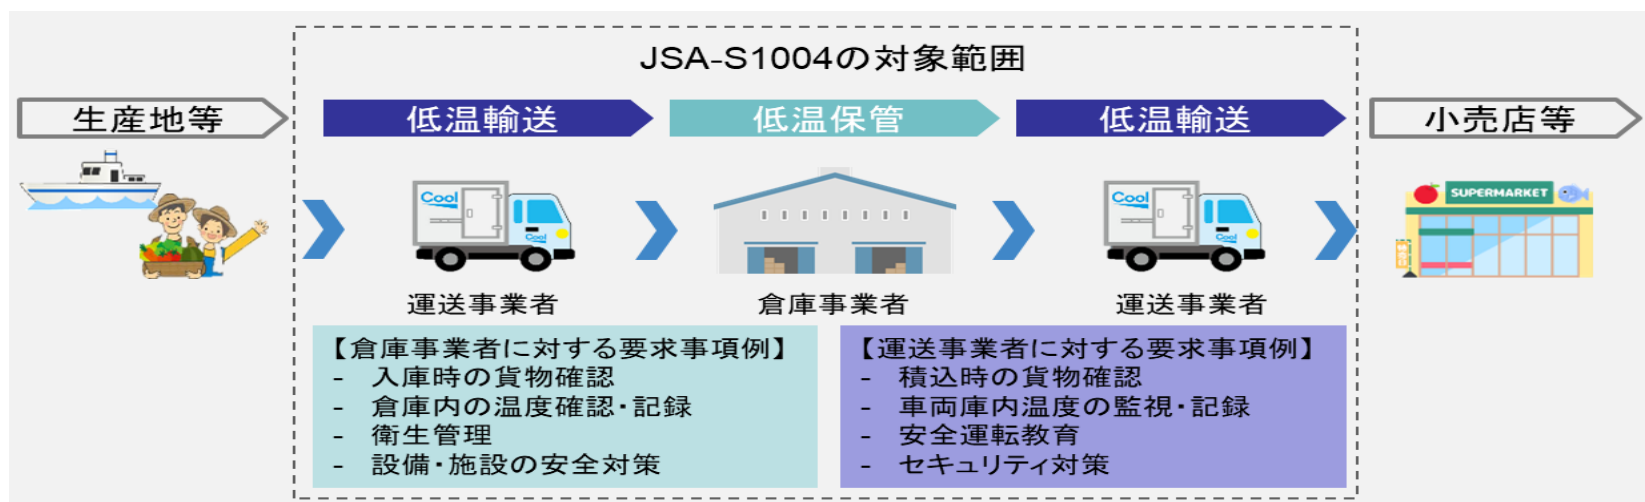 JSA-S1004の対象範囲
生産地等
低温輸送
低温保管
低温輸送
小売店等
Cool
Cool
Cool
Cool
SUPERMARKET
運送事業者
倉庫事業者
運送事業者
【倉庫事業者に対する要求事項例】
- 入庫時の貨物確認
- 倉庫内の温度確認・記録
- 衛生管理
- 設備・施設の安全対策
【運送事業者に対する要求事項例】
- 積込時の貨物確認
- 車両庫内温度の監視・記録
- 安全運転教育
- セキュリティ対策